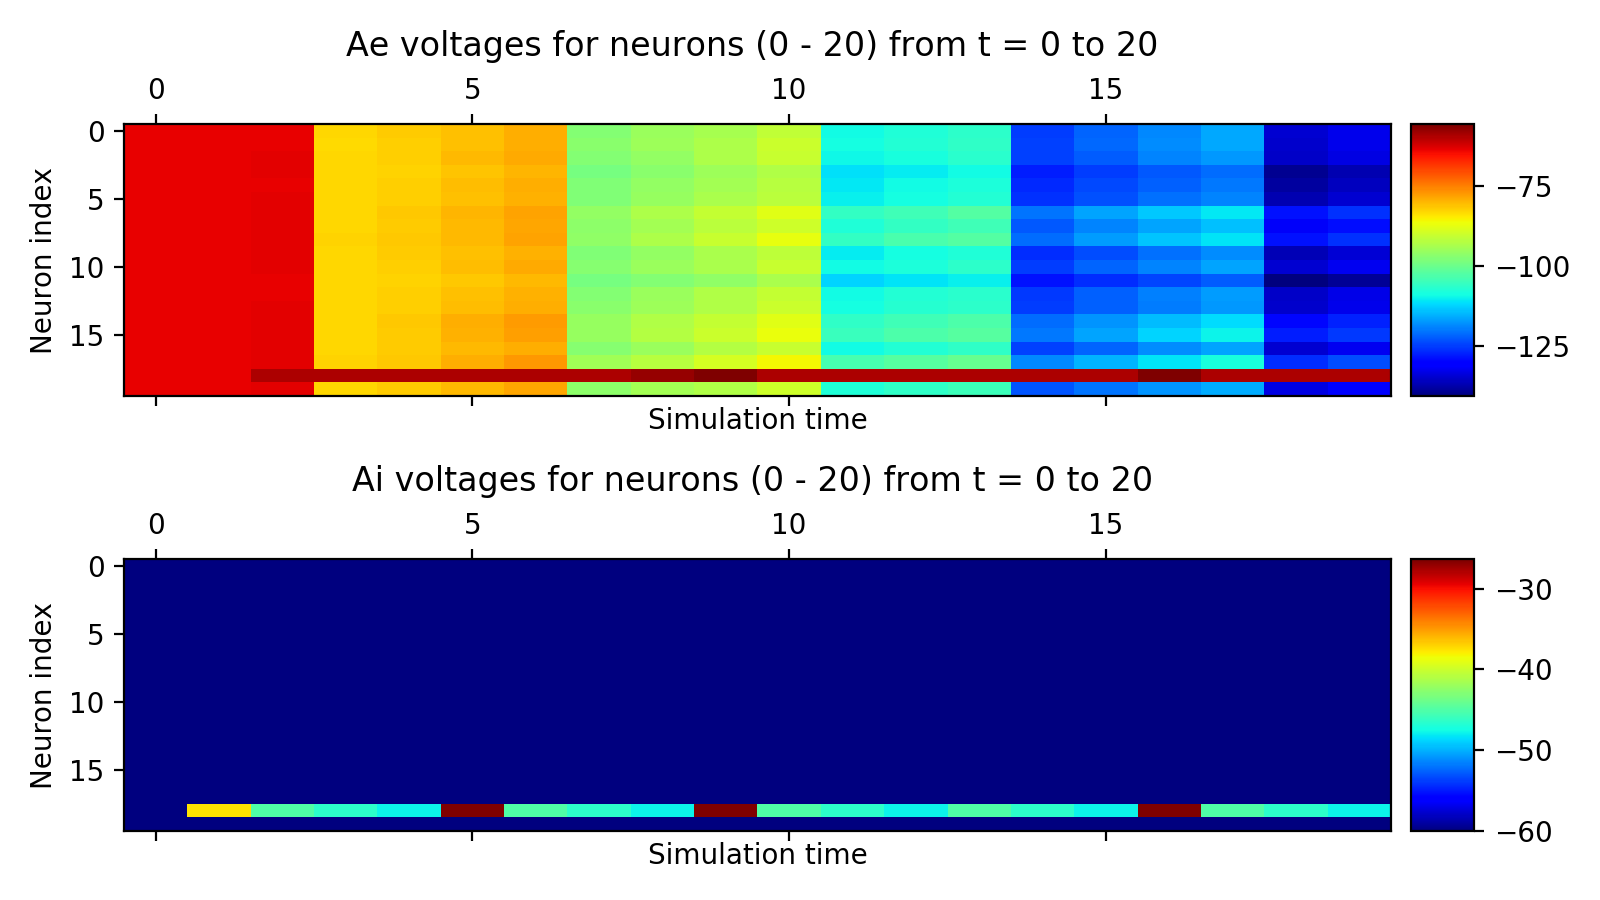 Ae voltages for neurons (0 - 20) from t = 0 to 20
0 5 10 15
Neuron index
0
5
10
15
Simulation time
−75
−100
−125
Ai voltages for neurons (0 - 20) from t = 0 to 20
0 5 10 15
Neuron index
0
5
10
15
Simulation time
−30
−40
−50
−60